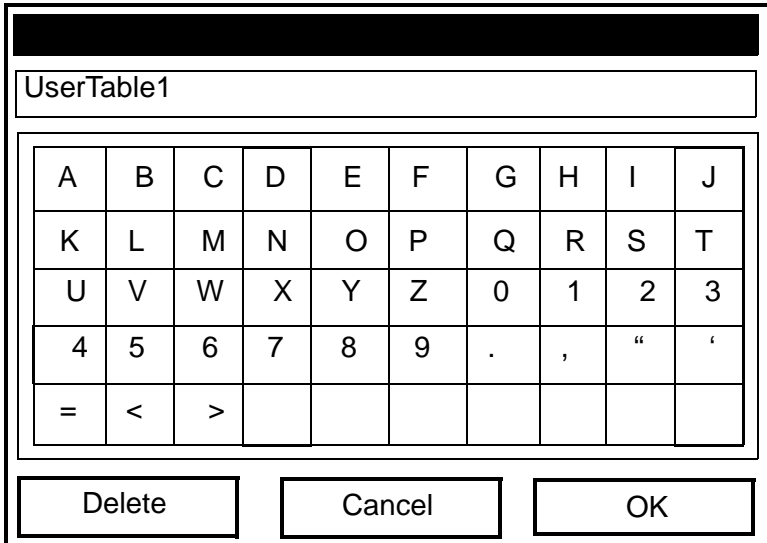 UserTable1
A B C D E F G H I J
K L M N O P Q R S T
U V W X Y Z 0 1 2 3
4 5 6 7 8 9 . , “ ‘
= < >
Delete Cancel OK